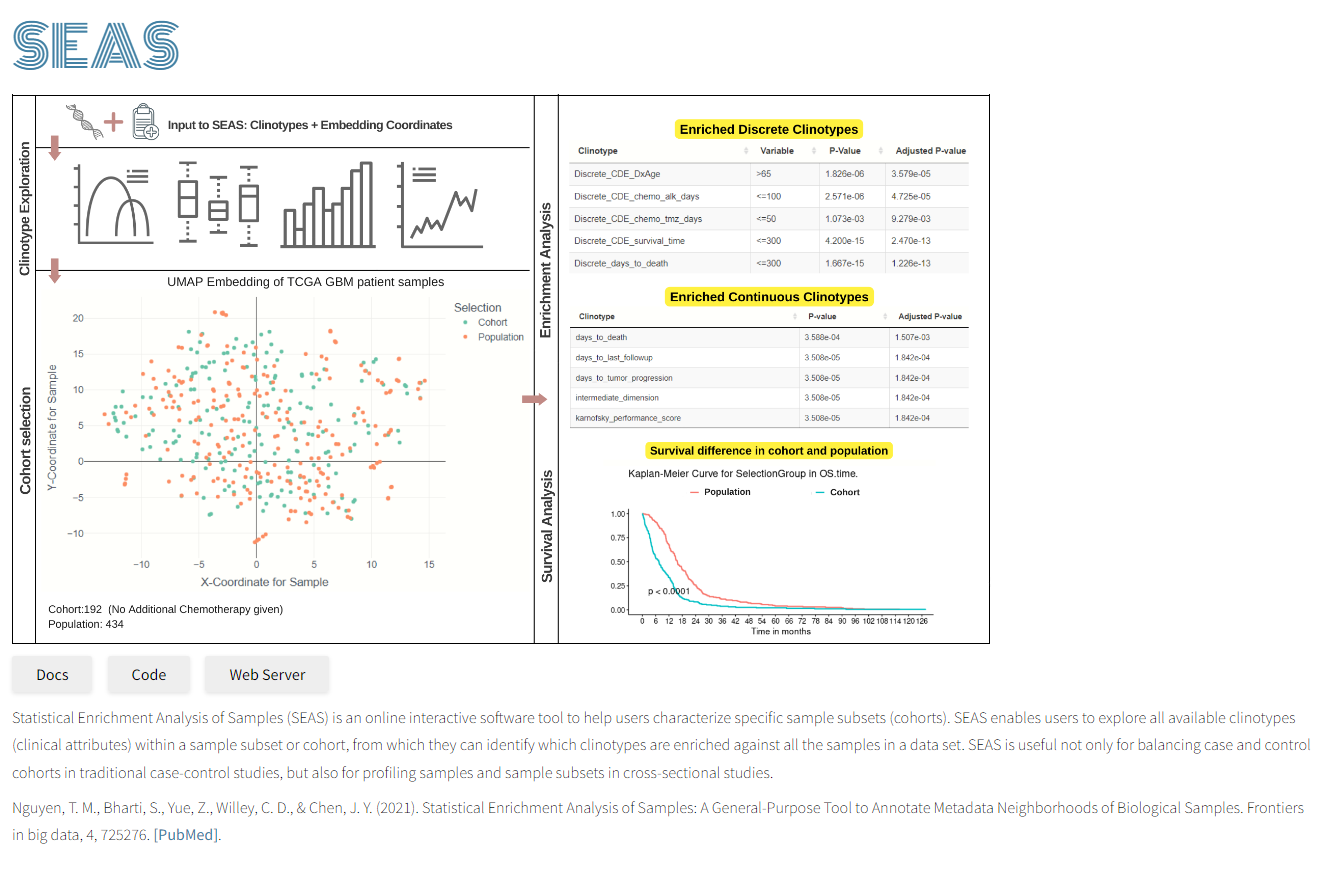 SEAS
Clinotype Exploration
Input to SEAS: Clinotypes + Embedding Coordinates
Cohort selection
UMAP Embedding of TCGA GBM patient samples
Selection
Cohort
Population
20
15
10
5
0
−5
−10
Y-Coordinate for Sample
−10 −5 0 5 10 15
X-Coordinate for Sample
Cohort:192 (No Additional Chemotherapy given)
Population: 434
Enrichment Analysis
Survival Analysis
Enriched Discrete Clinotypes
Clinotype Variable P-Value Adjusted P-value
Discrete_CDE_DxAge >65 1.826e-06 3.579e-05
Discrete_CDE_chemo_alk_days <=100 2.571e-06 4.725e-05
Discrete_CDE_chemo_tmz_days <=50 1.073e-03 9.279e-03
Discrete_CDE_survival_time <=300 4.200e-15 2.470e-13
Discrete_days_to_death <=300 1.667e-15 1.226e-13
Enriched Continuous Clinotypes
Clinotype P-value Adjusted P-value
days_to_death 3.588e-04 1.507e-03
days_to_last_followup 3.508e-05 1.842e-04
days_to_tumor_progression 3.508e-05 1.842e-04
intermediate_dimension 3.508e-05 1.842e-04
karnofsky_performance_score 3.508e-05 1.842e-04
Survival difference in cohort and population
Kaplan-Meier Curve for SelectionGroup in OS.time.
Population Cohort
1.00
0.75
0.50
0.25
0.00
p < 0.0001
0 6 12 18 24 30 36 42 48 54 60 66 72 78 84 90 96 102 108 114 120 126
Time in months
Docs Code Web Server
Statistical Enrichment Analysis of Samples (SEAS) is an online interactive software tool to help users characterize specific sample subsets (cohorts). SEAS enables users to explore all available clinotypes
(clinical attributes) within a sample subset or cohort, from which they can identify which clinotypes are enriched against all the samples in a data set. SEAS is useful not only for balancing case and control
cohorts in traditional case-control studies, but also for profiling samples and sample subsets in cross-sectional studies.
Nguyen, T. M., Bharti, S., Yue, Z., Willey, C. D., & Chen, J. Y. (2021). Statistical Enrichment Analysis of Samples: A General-Purpose Tool to Annotate Metadata Neighborhoods of Biological Samples. Frontiers
in big data, 4, 725276. [PubMed].